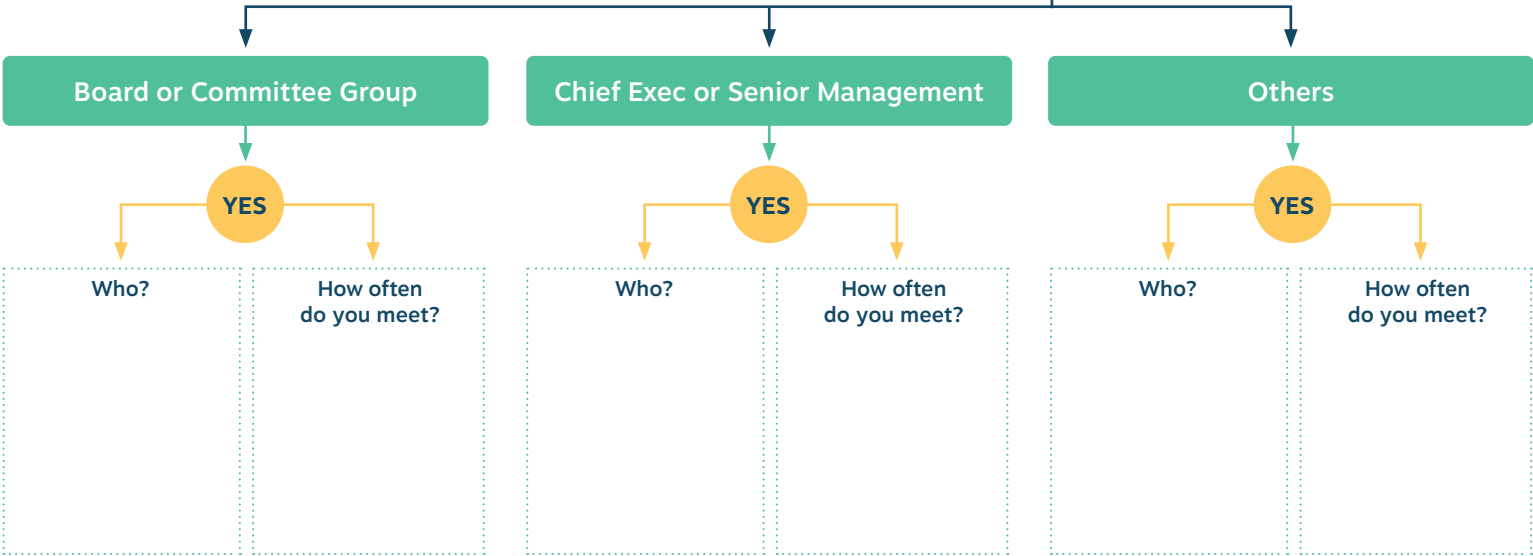 Board or Committee Group
Chief Exec or Senior Management
Others
YES
YES
YES
Who?
How often
do you meet?
Who?
How often
do you meet?
Who?
How often
do you meet?